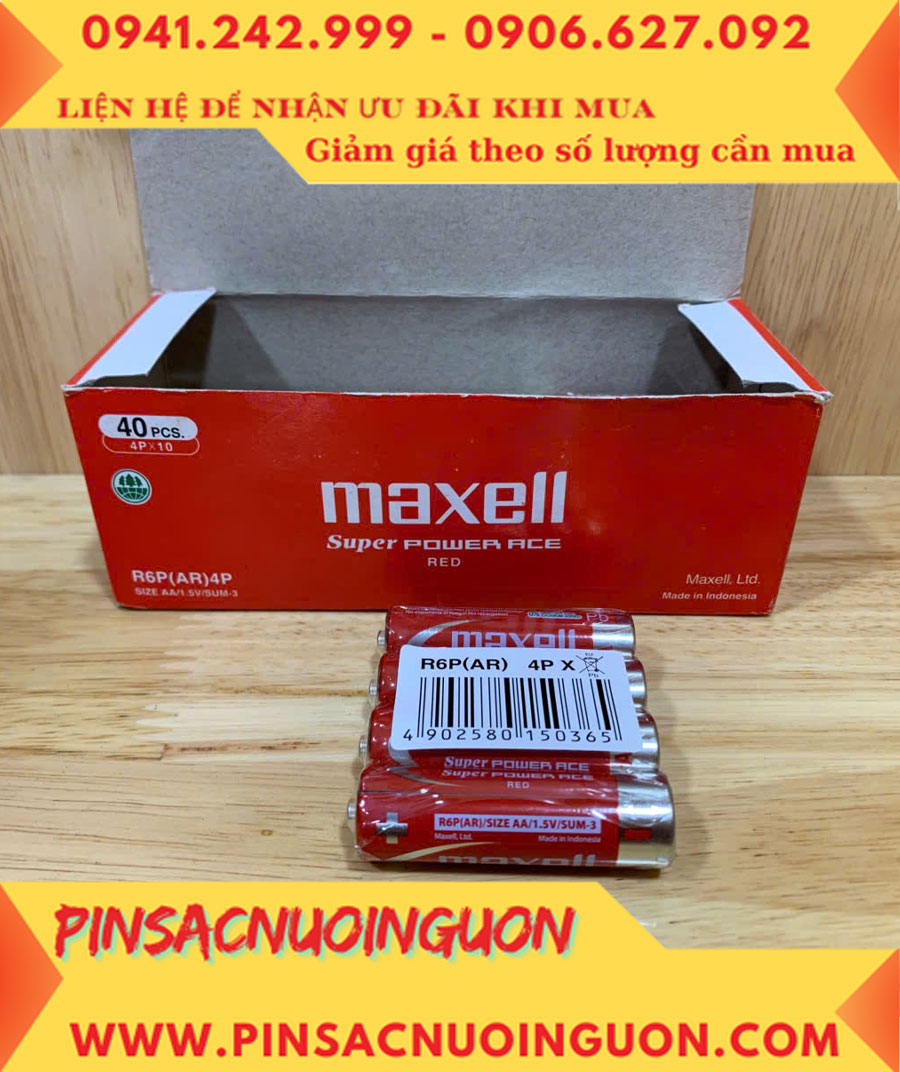 0941.242.999 - 0906.627.092
LIỆN HỆ ĐỂ NHẬN ƯU ĐÃI KHI MUA
Giảm giá theo số lượng cần mua
40 PCS.
4P×10
maxell
Super POWER ACE
RED
R6P(AR)4P
SIZE AA/1.5V/SUM-3
Maxell, Ltd.
Made in Indonesia
Pb
maxell
R6P(AR) 4P X
Pb
4 902580 150365
Super POWER ACE
Super POWER ACE
RED
+
R6P(AR)/SIZE AA/1.5V/SUM-3
Maxell, Ltd.
Made in Indonesia
maxell
PINSACNUOINGUON
WWW.PINSACNUOINGUON.COM